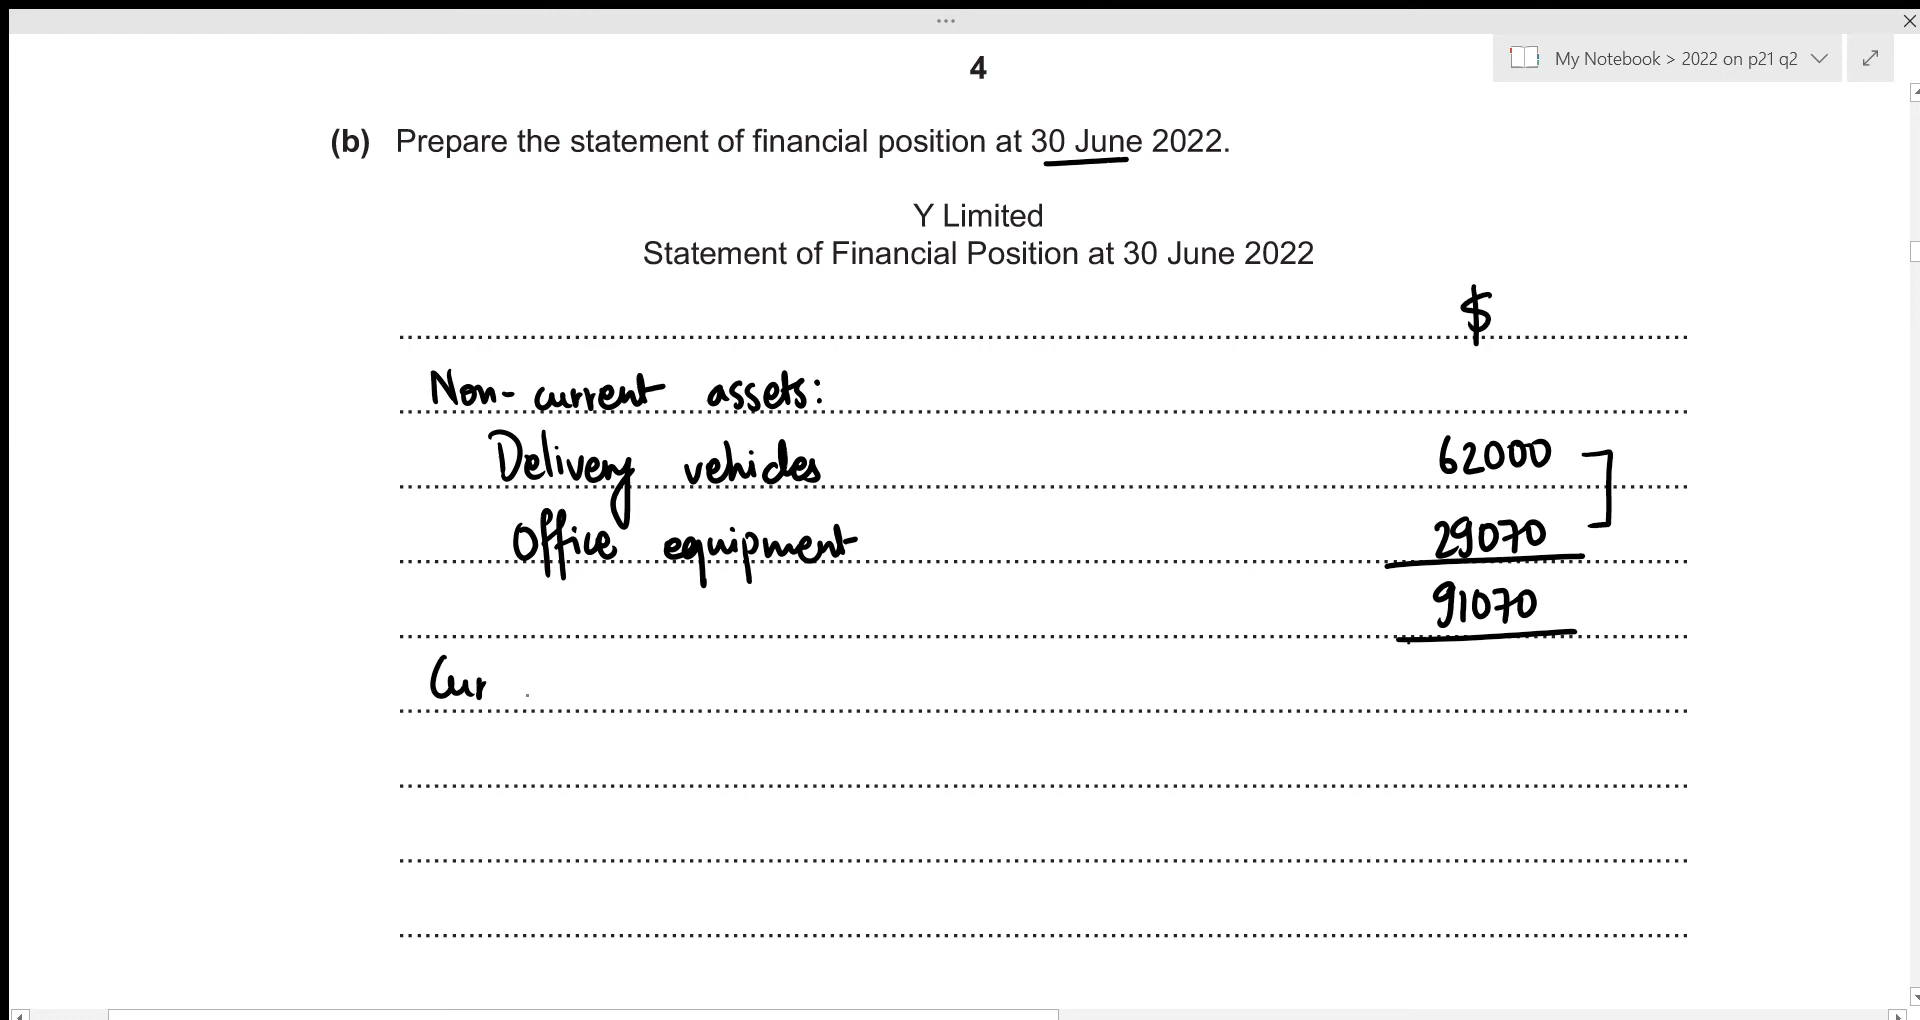 My Notebook > 2022 on p21 q2
4
(b) Prepare the statement of financial position at 30 June 2022.
Y Limited
Statement of Financial Position at 30 June 2022
$
Non-current assets:
Delivery vehicles 62000
Office equipment 29070
91070
Cur